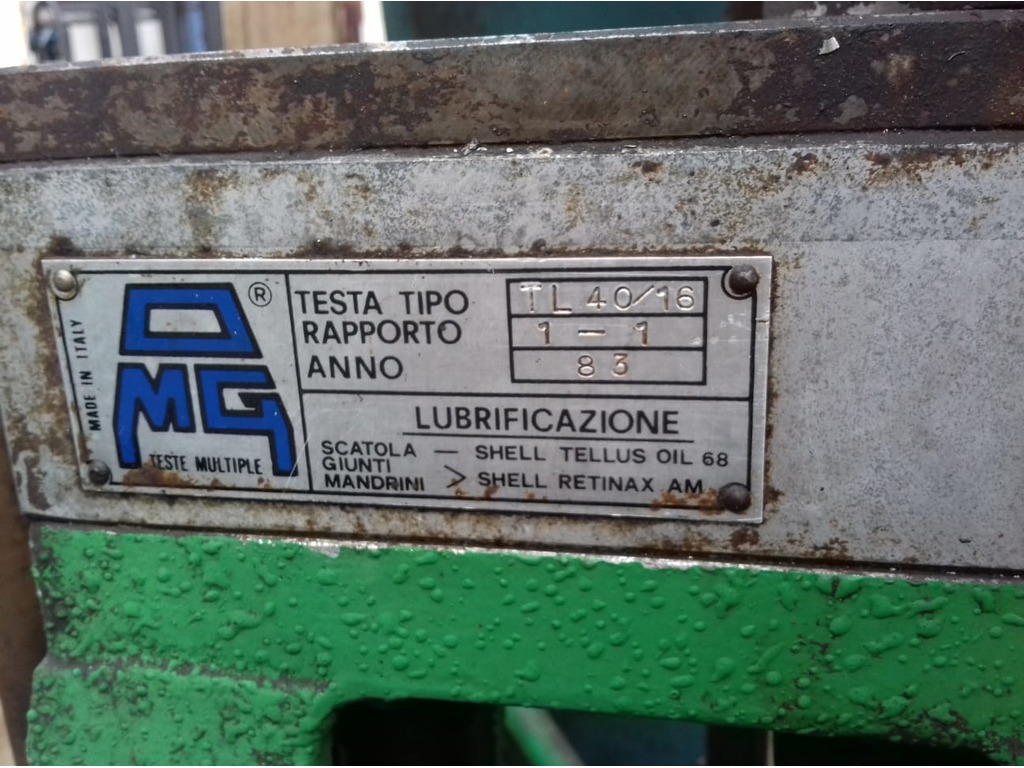 MADE IN ITALY
OMG ®
TESTE MULTIPLE
TESTA TIPO TL 40/16
RAPPORTO 1 - 1
ANNO 83
LUBRIFICAZIONE
SCATOLA — SHELL TELLUS OIL 68
GIUNTI
MANDRINI > SHELL RETINAX AM